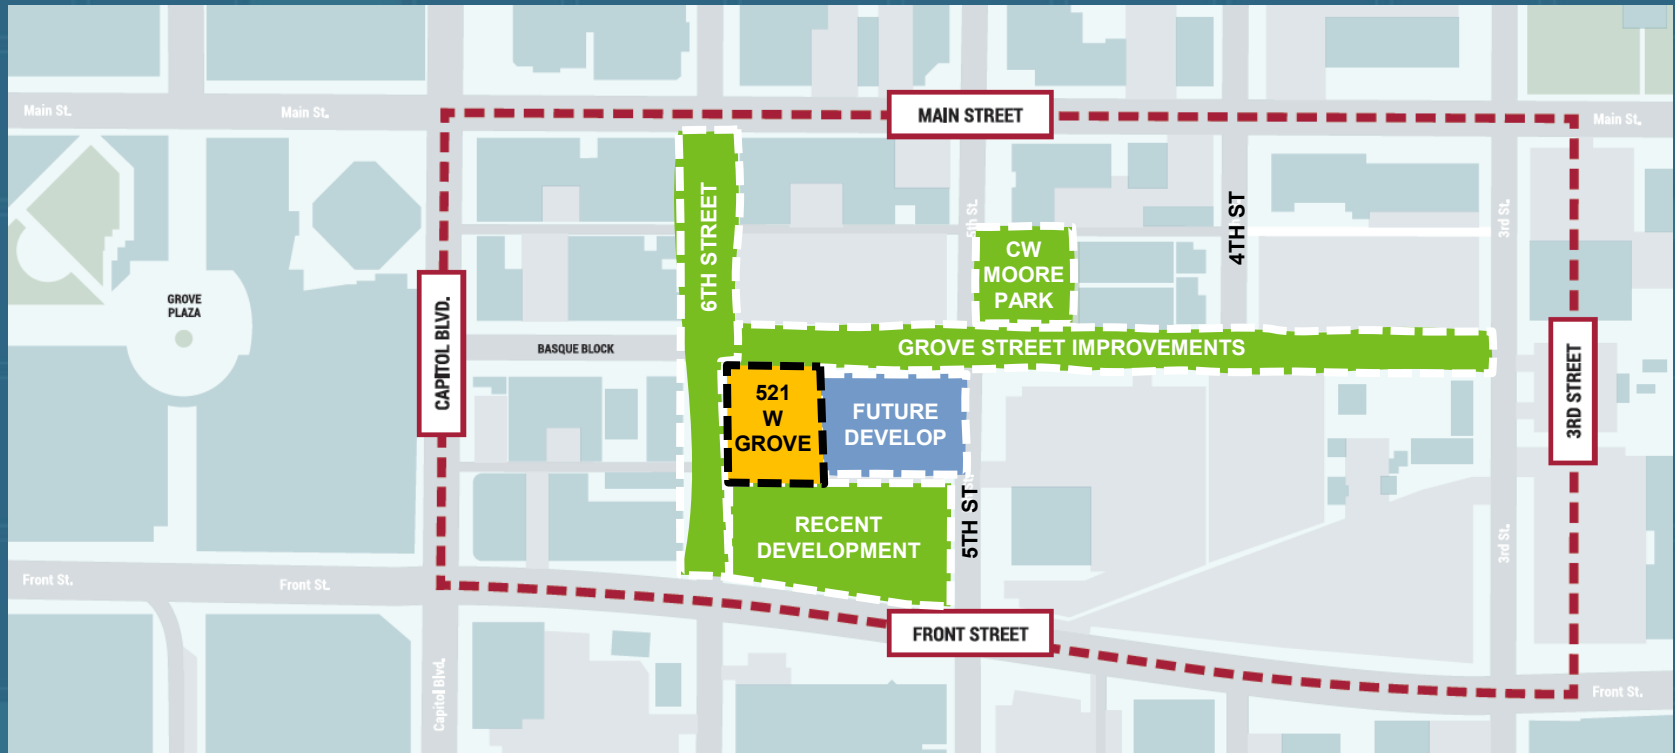 Main St.
Main St.
MAIN STREET
Main St.
6TH STREET
5th St.
4TH ST
3rd St.
CW
MOORE
PARK
GROVE
PLAZA
CAPITOL BLVD.
BASQUE BLOCK
GROVE STREET IMPROVEMENTS
3RD STREET
521
W
GROVE
FUTURE
DEVELOP
RECENT
DEVELOPMENT
5TH ST
3rd St.
Front St.
Front St.
FRONT STREET
Capitol Blvd.
Front St.